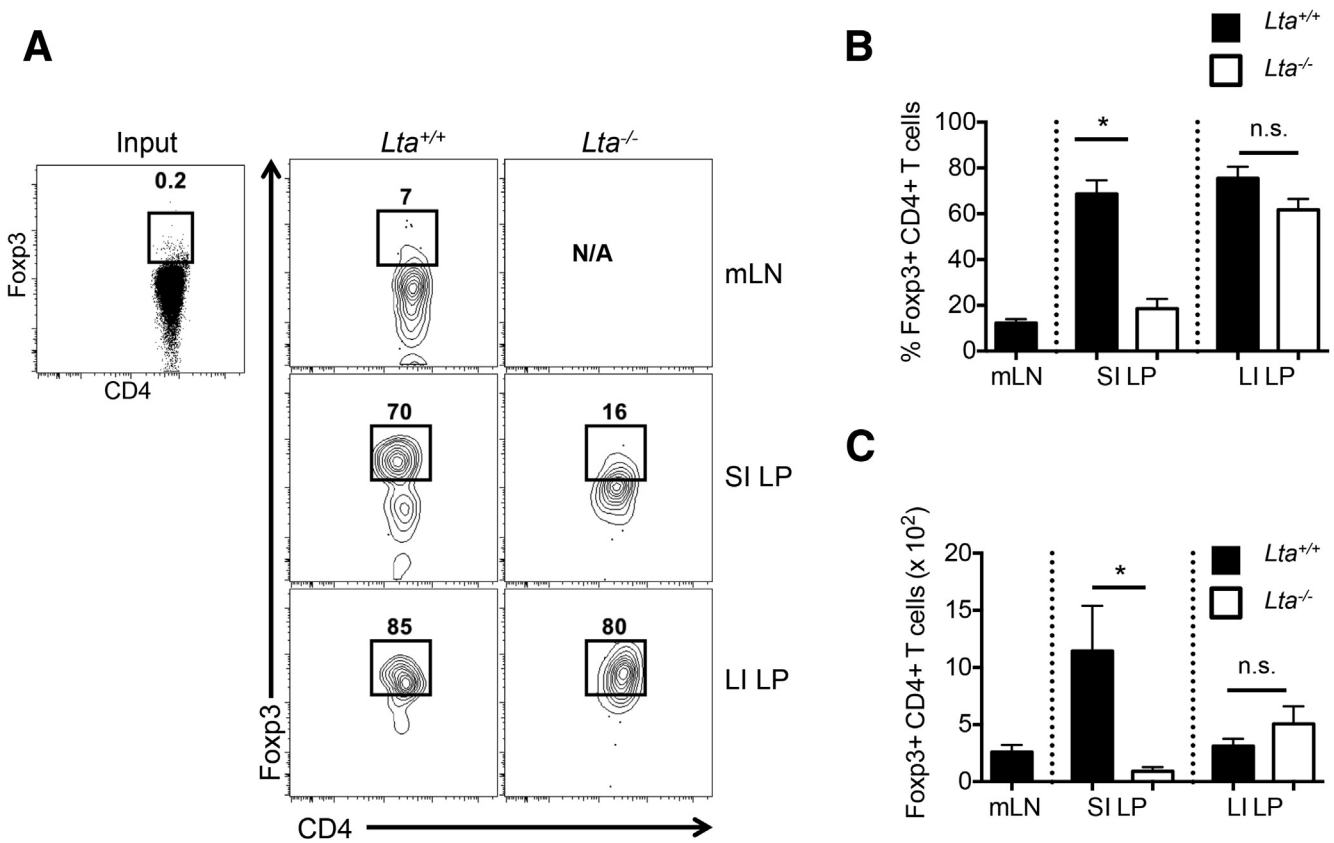 A
Input
0.2
Foxp3
CD4
Lta+/+
Lta-/-
7
N/A
mLN
70
16
SI LP
85
80
LI LP
Foxp3
CD4
B
Lta+/+
Lta-/-
% Foxp3+ CD4+ T cells
100
80
60
40
20
0
*
n.s.
mLN
SI LP
LI LP
C
Lta+/+
Lta-/-
Foxp3+ CD4+ T cells (x 10²)
20
15
10
5
0
*
n.s.
mLN
SI LP
LI LP